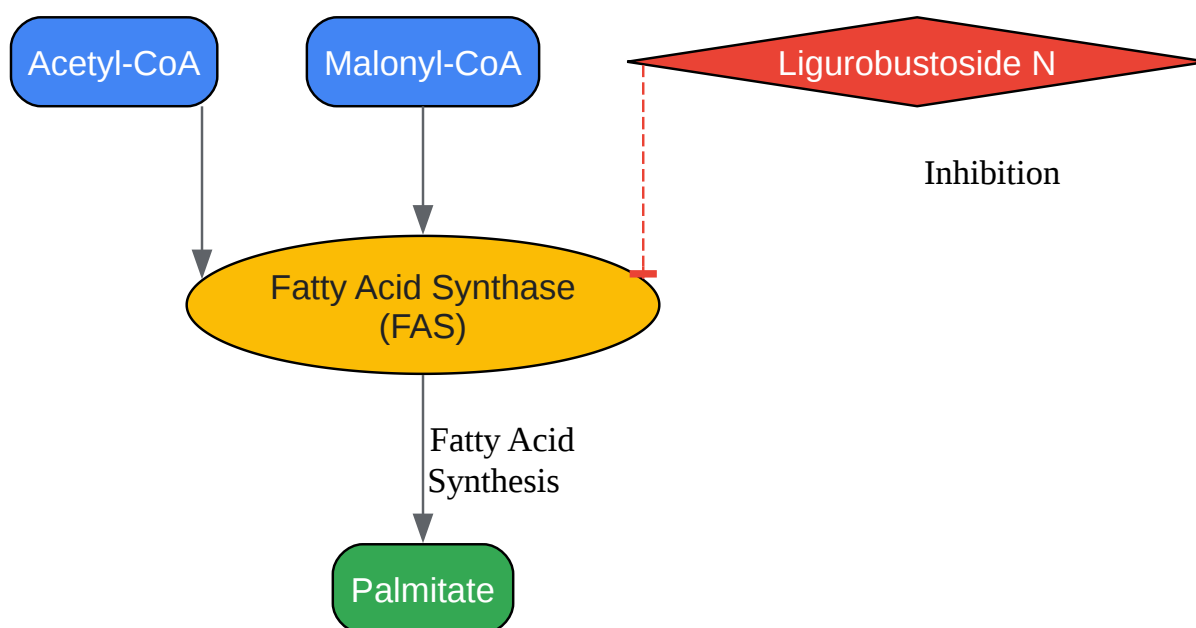 Acetyl-CoA
Malonyl-CoA
Ligurobustoside N
Inhibition
Fatty Acid Synthase
(FAS)
Fatty Acid
Synthesis
Palmitate